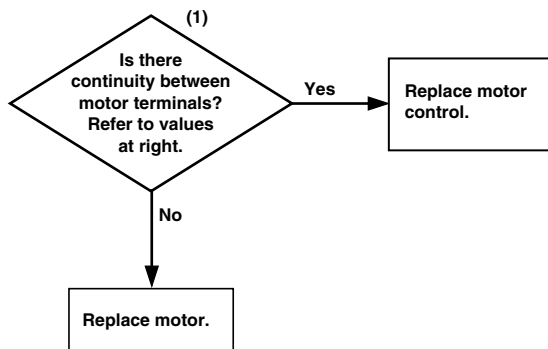 (1)
Is there
continuity between
motor terminals?
Refer to values
at right.
Yes
Replace motor
control.
No
Replace motor.